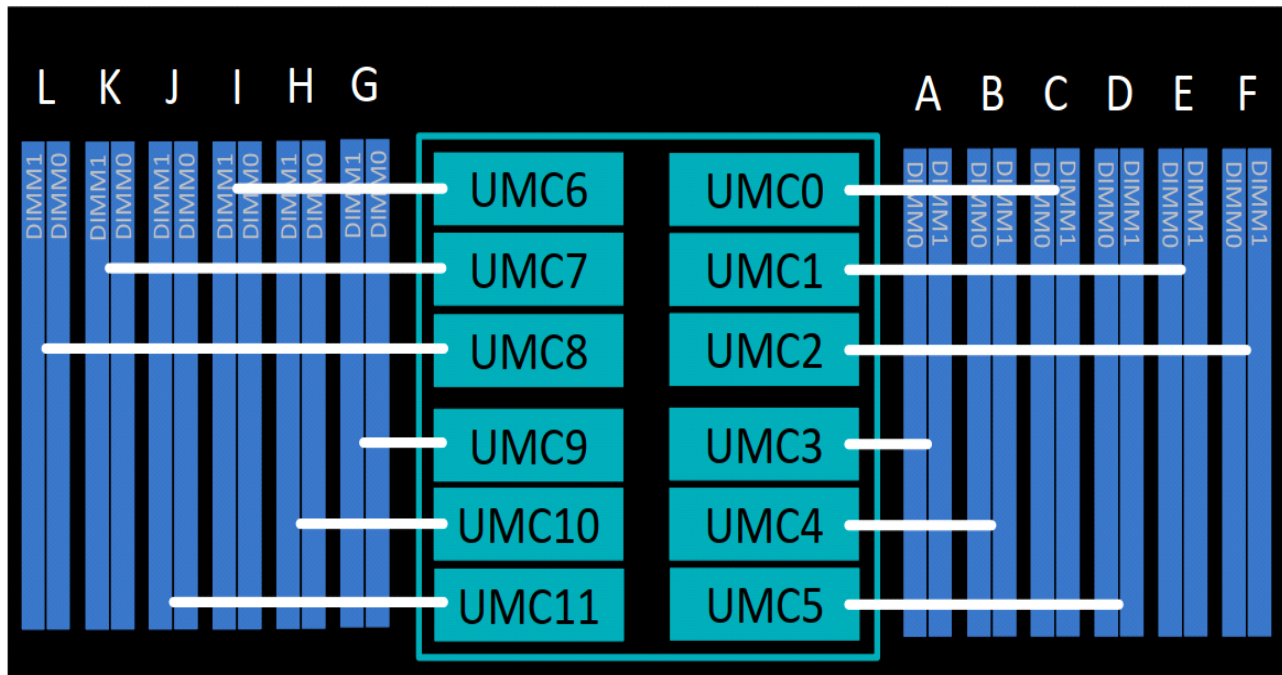 L K J I H G
A B C D E F
DIMM1 DIMM0 DIMM1 DIMM0 DIMM1 DIMM0 DIMM1 DIMM0 DIMM1 DIMM0 DIMM1 DIMM0
DIMM0 DIMM1 DIMM0 DIMM1 DIMM0 DIMM1 DIMM0 DIMM1 DIMM0 DIMM1 DIMM0 DIMM1
UMC6 UMC0
UMC7 UMC1
UMC8 UMC2
UMC9 UMC3
UMC10 UMC4
UMC11 UMC5